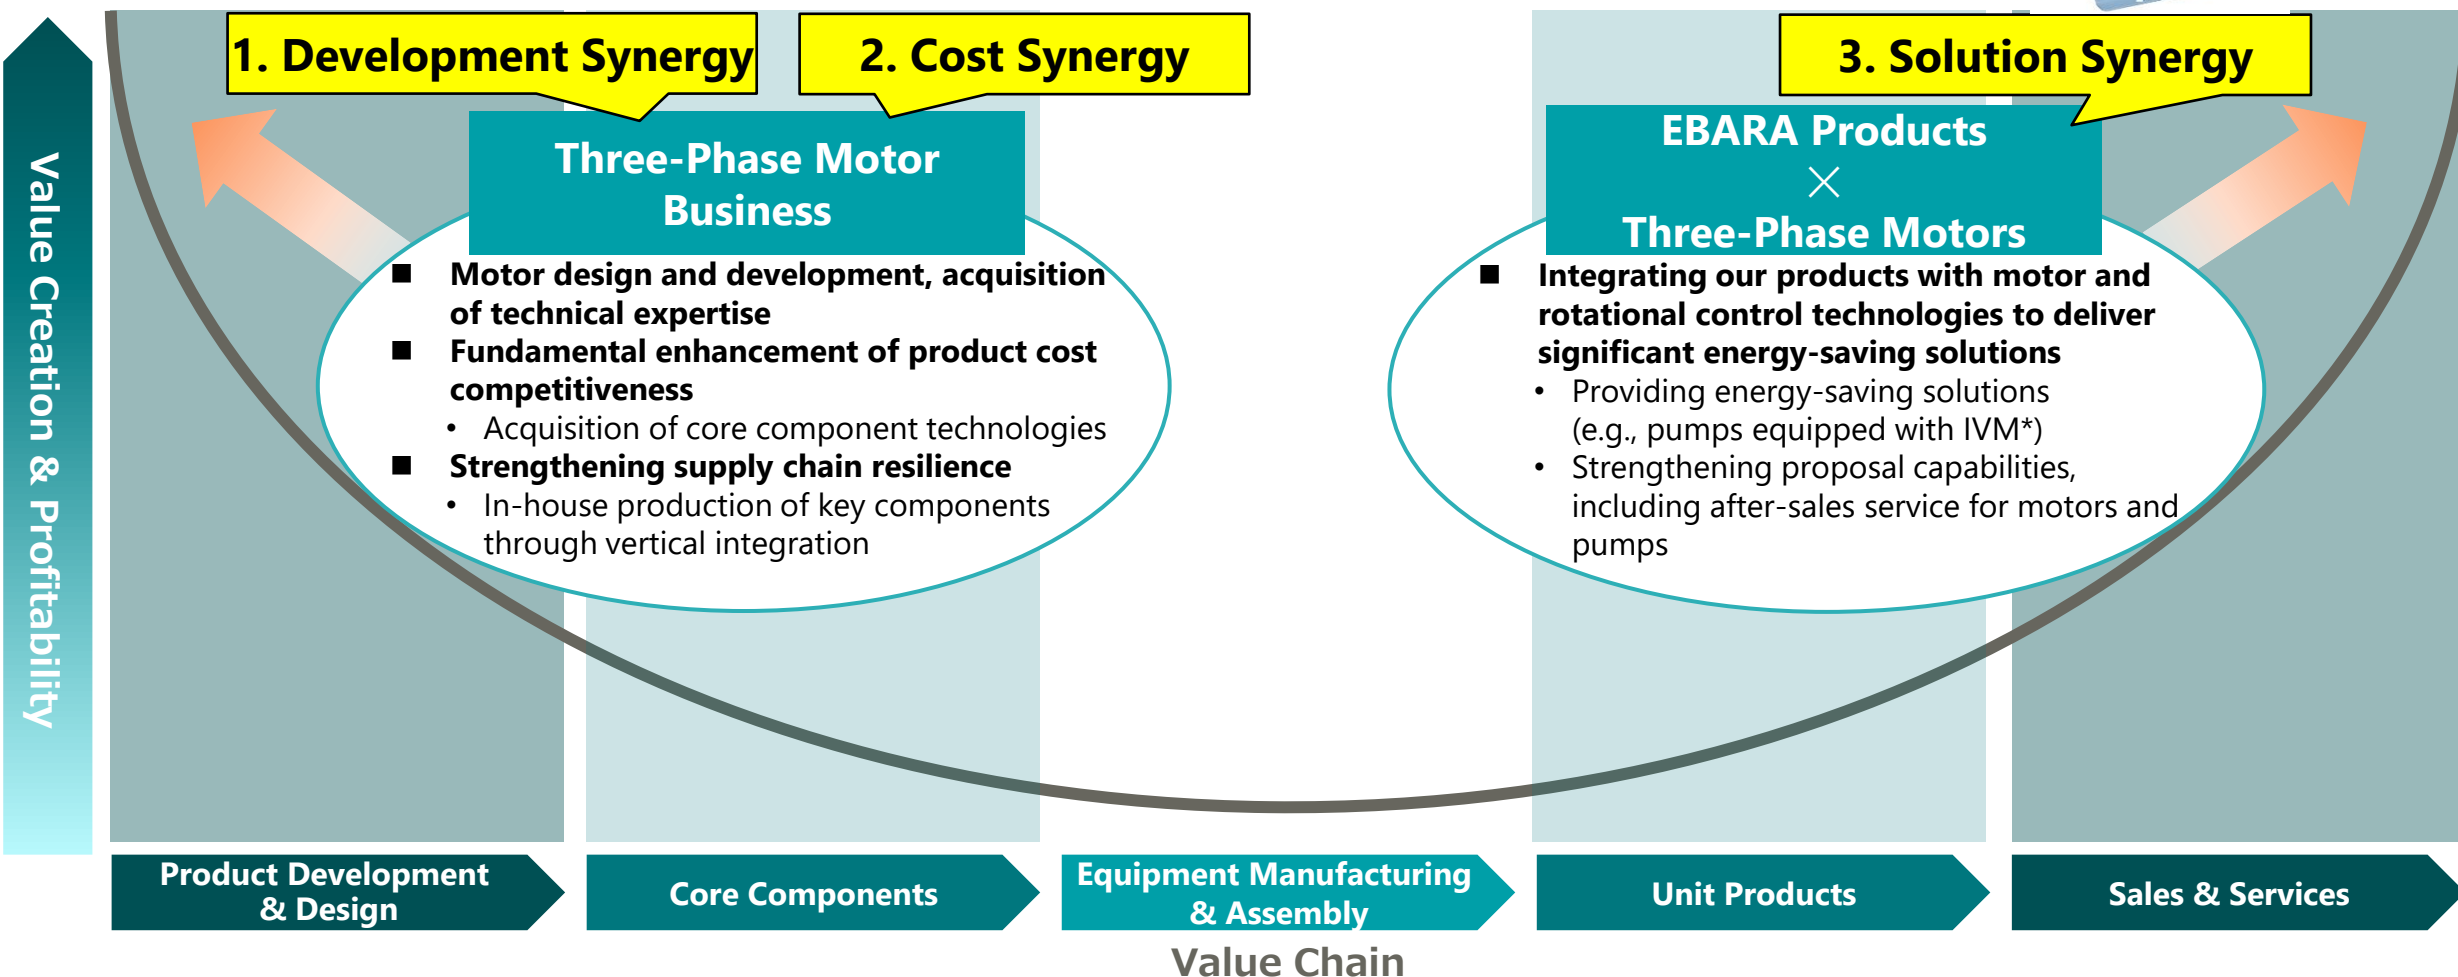 1. Development Synergy
2. Cost Synergy
3. Solution Synergy
Value Creation & Profitability
Three-Phase Motor
Business
■ Motor design and development, acquisition
of technical expertise
■ Fundamental enhancement of product cost
competitiveness
• Acquisition of core component technologies
■ Strengthening supply chain resilience
• In-house production of key components
through vertical integration
EBARA Products
×
Three-Phase Motors
■ Integrating our products with motor and
rotational control technologies to deliver
significant energy-saving solutions
• Providing energy-saving solutions
(e.g., pumps equipped with IVM*)
• Strengthening proposal capabilities,
including after-sales service for motors and
pumps
Product Development
& Design
Core Components
Equipment Manufacturing
& Assembly
Unit Products
Sales & Services
Value Chain